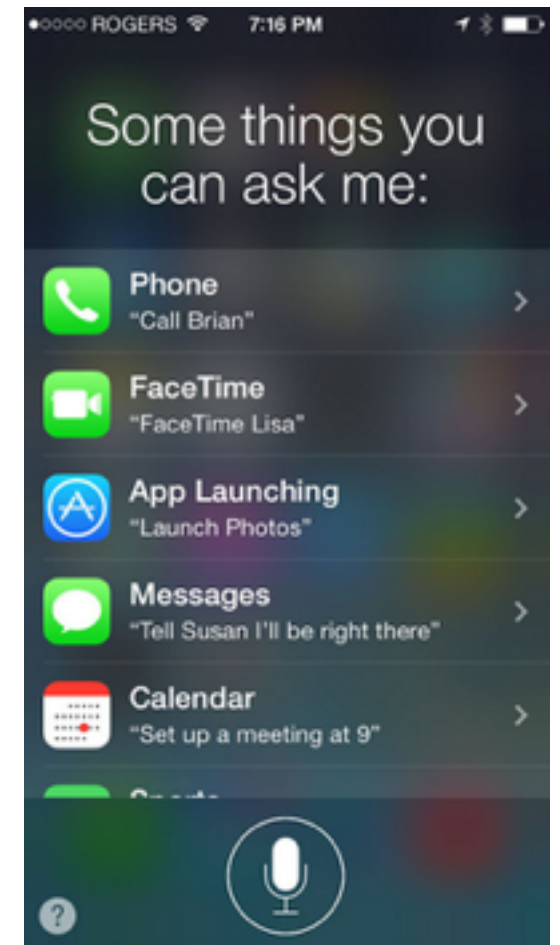 ROGERS 7:16 PM
Some things you
can ask me:
Phone
“Call Brian”
FaceTime
“FaceTime Lisa”
App Launching
“Launch Photos”
Messages
“Tell Susan I'll be right there”
Calendar
“Set up a meeting at 9”
Sports
?